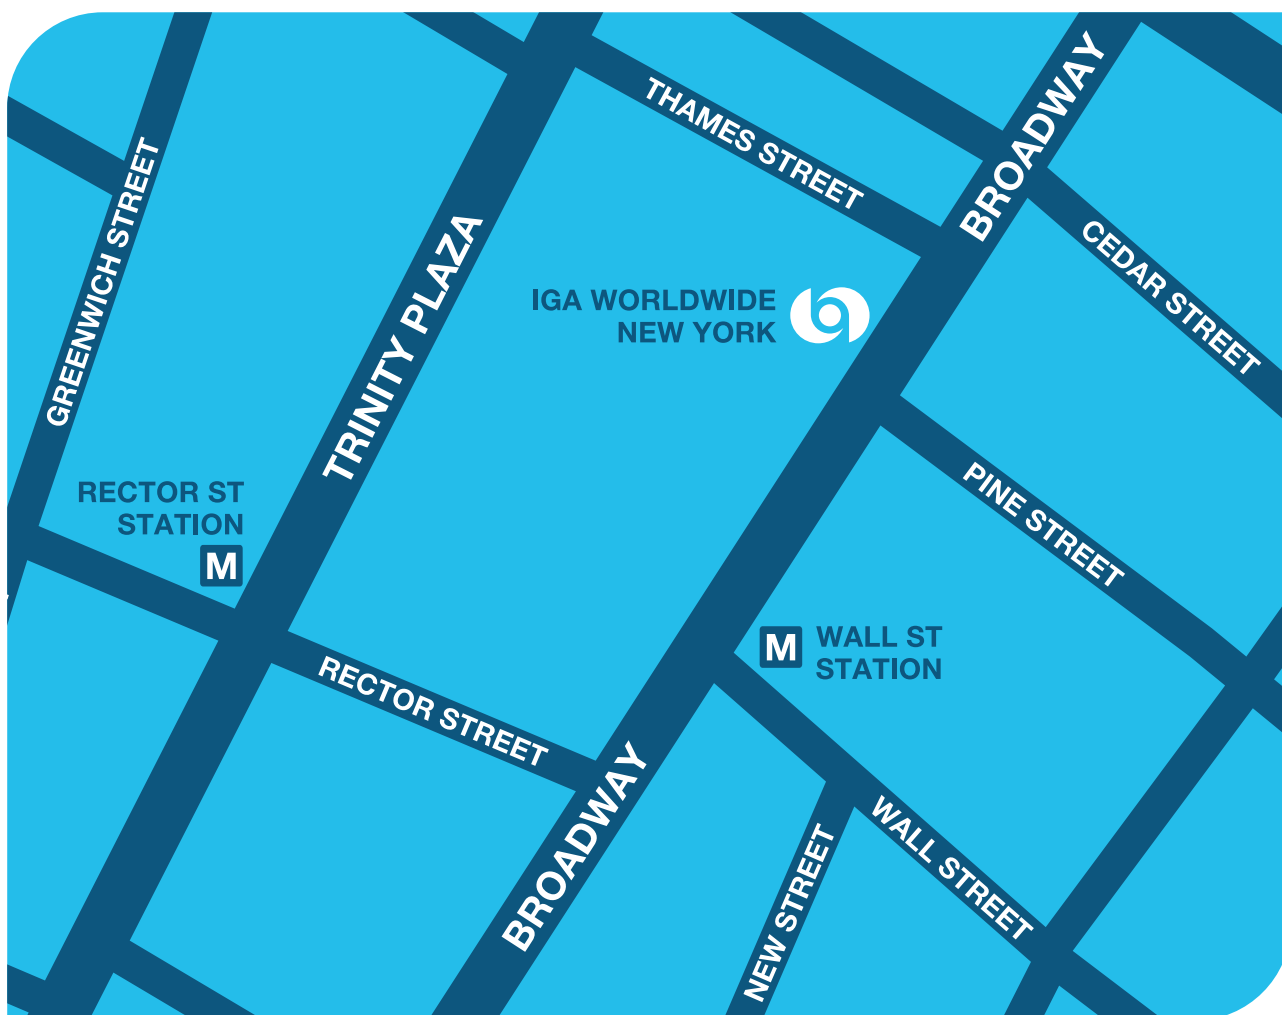 THAMES STREET
BROADWAY
GREENWICH STREET
TRINITY PLAZA
CEDAR STREET
IGA WORLDWIDE
NEW YORK
RECTOR ST
STATION
M
PINE STREET
M
WALL ST
STATION
RECTOR STREET
BROADWAY
WALL STREET
NEW STREET